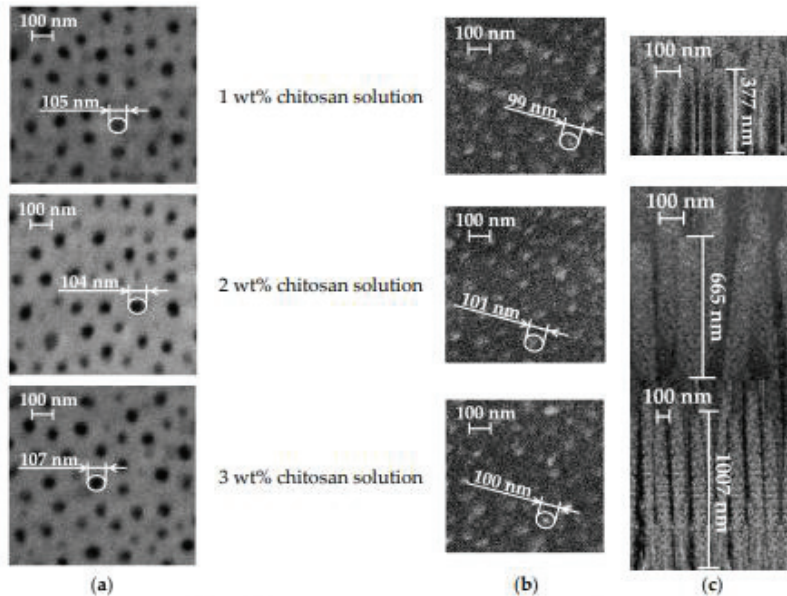 100 nm
105 nm
1 wt% chitosan solution
100 nm
99 nm
100 nm
377 nm
100 nm
104 nm
2 wt% chitosan solution
100 nm
101 nm
100 nm
665 nm
100 nm
107 nm
3 wt% chitosan solution
100 nm
100 nm
100 nm
1007 nm
(a)
(b)
(c)